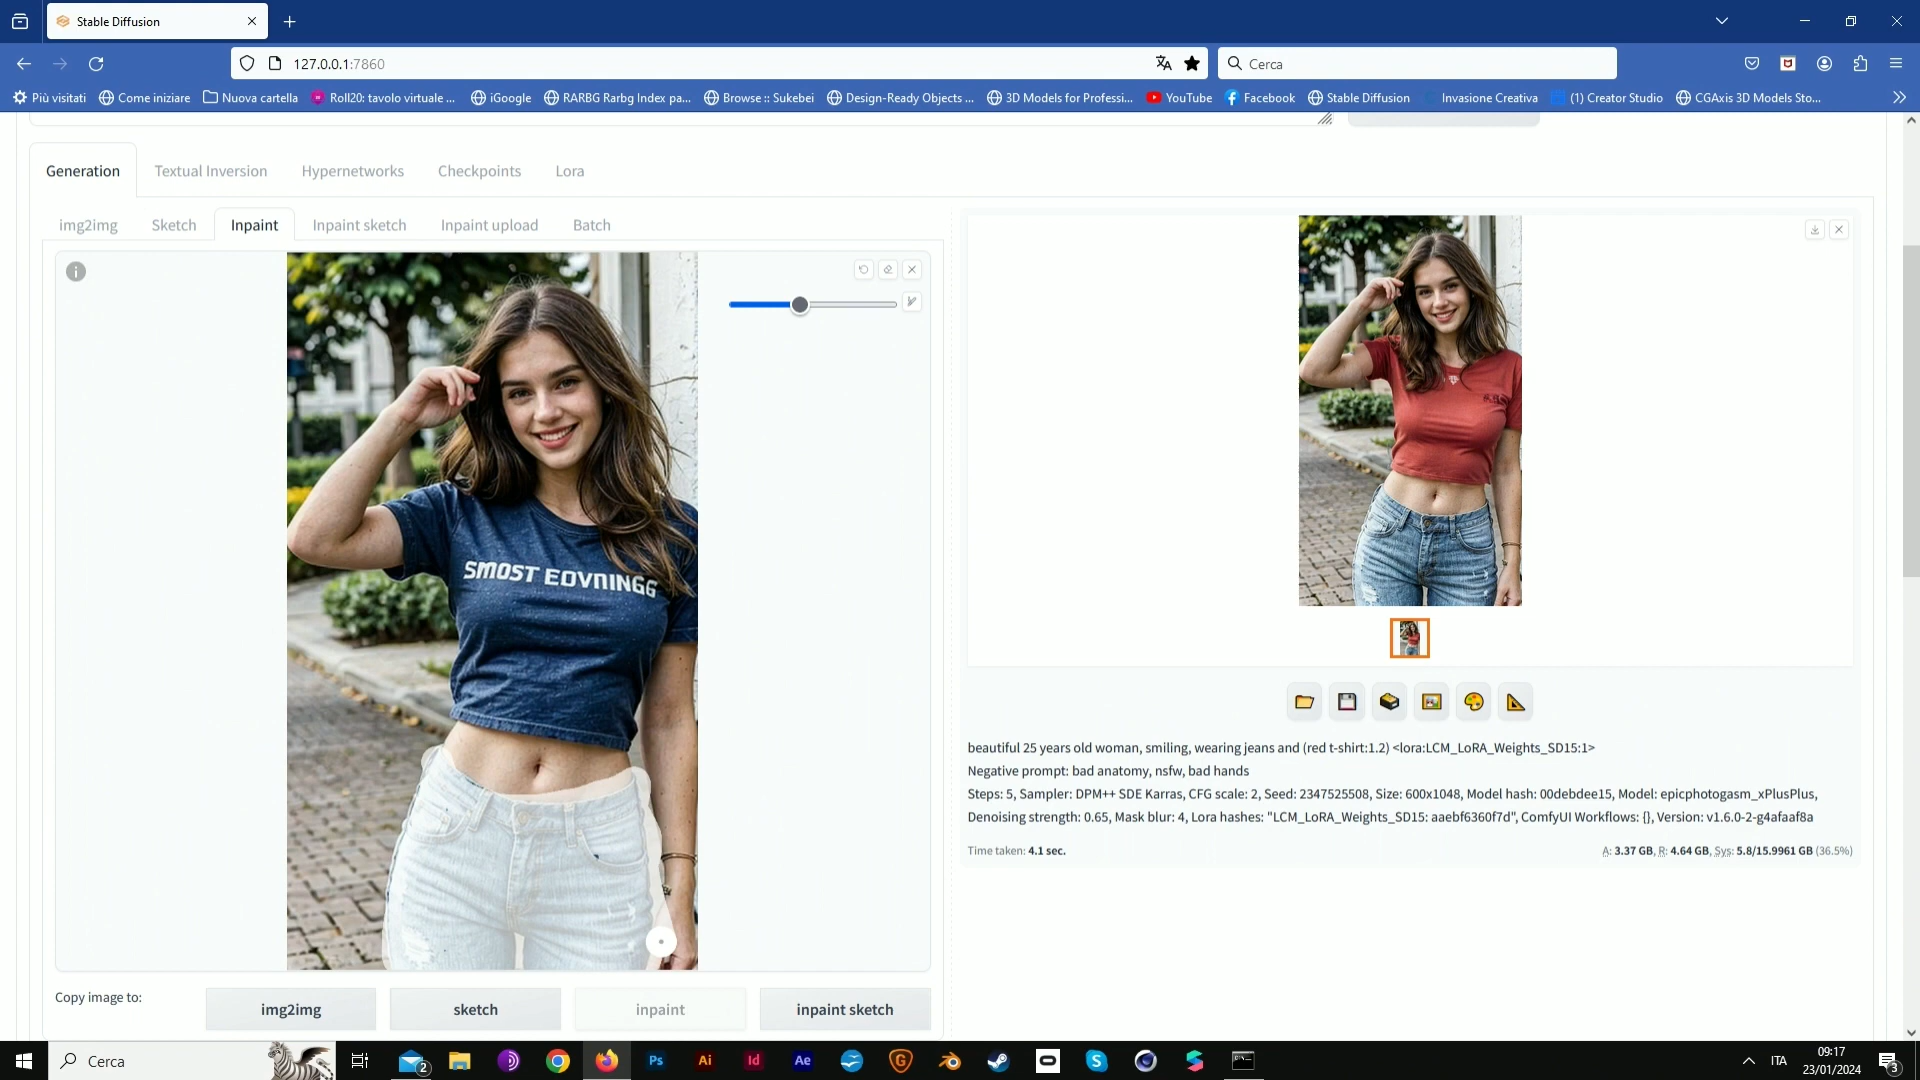 Stable Diffusion
127.0.0.1:7860
Cerca
Più visitati
Come iniziare
Nuova cartella
Roll20: tavolo virtuale ...
iGoogle
RARBG Rarbg Index pa...
Browse :: Sukebei
Design-Ready Objects ...
3D Models for Professi...
YouTube
Facebook
Stable Diffusion
Invasione Creativa
(1) Creator Studio
CGAxis 3D Models Sto...
Generation
Textual Inversion
Hypernetworks
Checkpoints
Lora
img2img
Sketch
Inpaint
Inpaint sketch
Inpaint upload
Batch
SMOST EOVNINGG
beautiful 25 years old woman, smiling, wearing jeans and (red t-shirt:1.2) <lora:LCM_LoRA_Weights_SD15:1>
Negative prompt: bad anatomy, nsfw, bad hands
Steps: 5, Sampler: DPM++ SDE Karras, CFG scale: 2, Seed: 2347525508, Size: 600x1048, Model hash: 00debdee15, Model: epicphotogasm_xPlusPlus,
Denoising strength: 0.65, Mask blur: 4, Lora hashes: "LCM_LoRA_Weights_SD15: aaebf6360f7d", ComfyUI Workflows: {}, Version: v1.6.0-2-g4afaaf8a
Time taken: 4.1 sec.
A: 3.37 GB, R: 4.64 GB, Sys: 5.8/15.9961 GB (36.5%)
Copy image to:
img2img
sketch
inpaint
inpaint sketch
Cerca
2
Ps
Ai
Id
Ae
ITA
09:17
23/01/2024
3